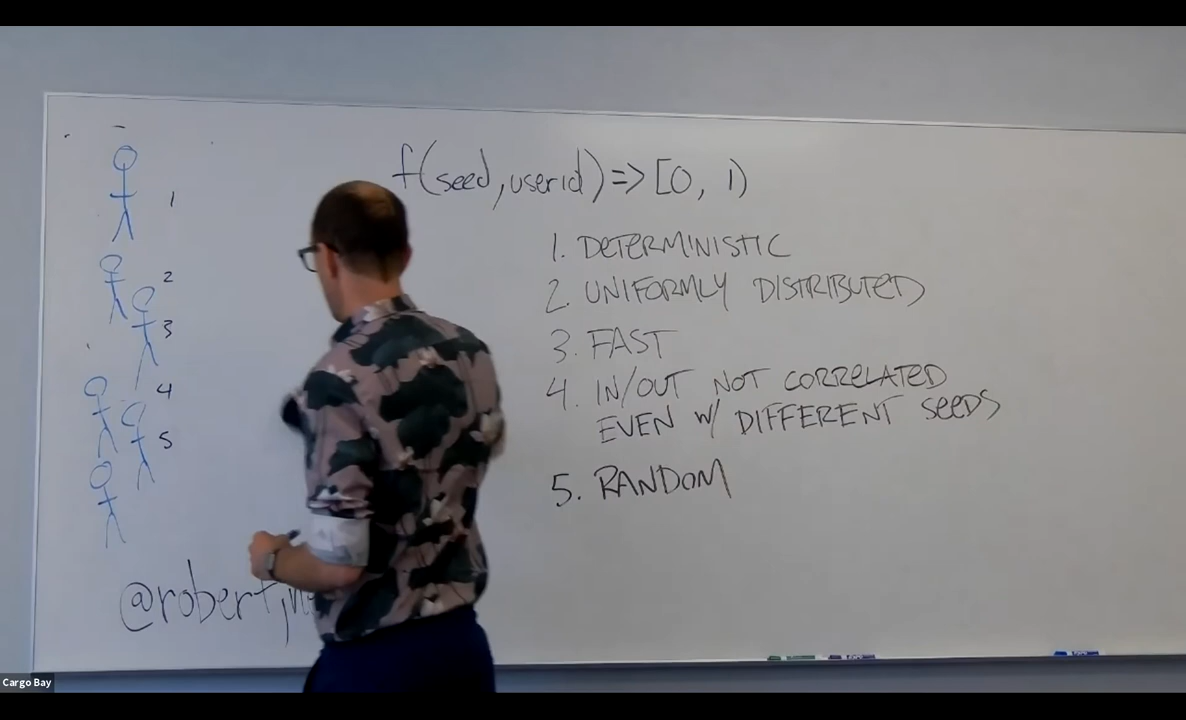 f(seed, userid) => [0, 1)
1. DETERMINISTIC
2. UNIFORMLY DISTRIBUTED
3. FAST
4. IN/OUT NOT CORRELATED
EVEN W/ DIFFERENT SEEDS
5. RANDOM
1
2
3
4
5
Cargo Bay